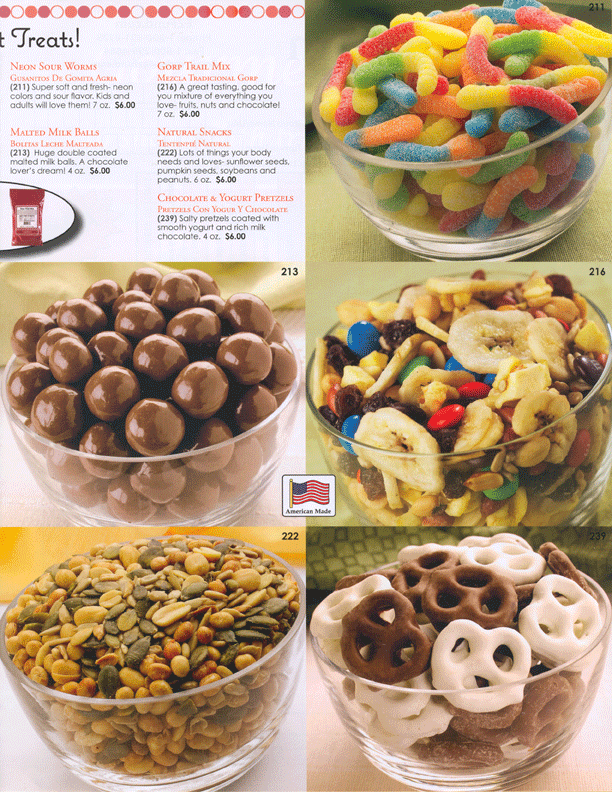 t Treats!
Neon Sour Worms
Gusanitos De Gomita Agria
(211) Super soft and fresh- neon
colors and sour flavor. Kids and
adults will love them! 7 oz. $6.00
Malted Milk Balls
Bolitas Leche Malteada
(213) Huge double coated
malted milk balls. A chocolate
lover's dream! 4 oz. $6.00
Gorp Trail Mix
Mezcla Tradicional Gorp
(216) A great tasting, good for
you mixture of everything you
love- fruits, nuts and chocolate!
7 oz. $6.00
Natural Snacks
Tentenpié Natural
(222) Lots of things your body
needs and loves- sunflower seeds,
pumpkin seeds, soybeans and
peanuts. 6 oz. $6.00
Chocolate & Yogurt Pretzels
Pretzels Con Yogur Y Chocolate
(239) Salty pretzels coated with
smooth yogurt and rich milk
chocolate. 4 oz. $6.00
211
213
216
American Made
222
239